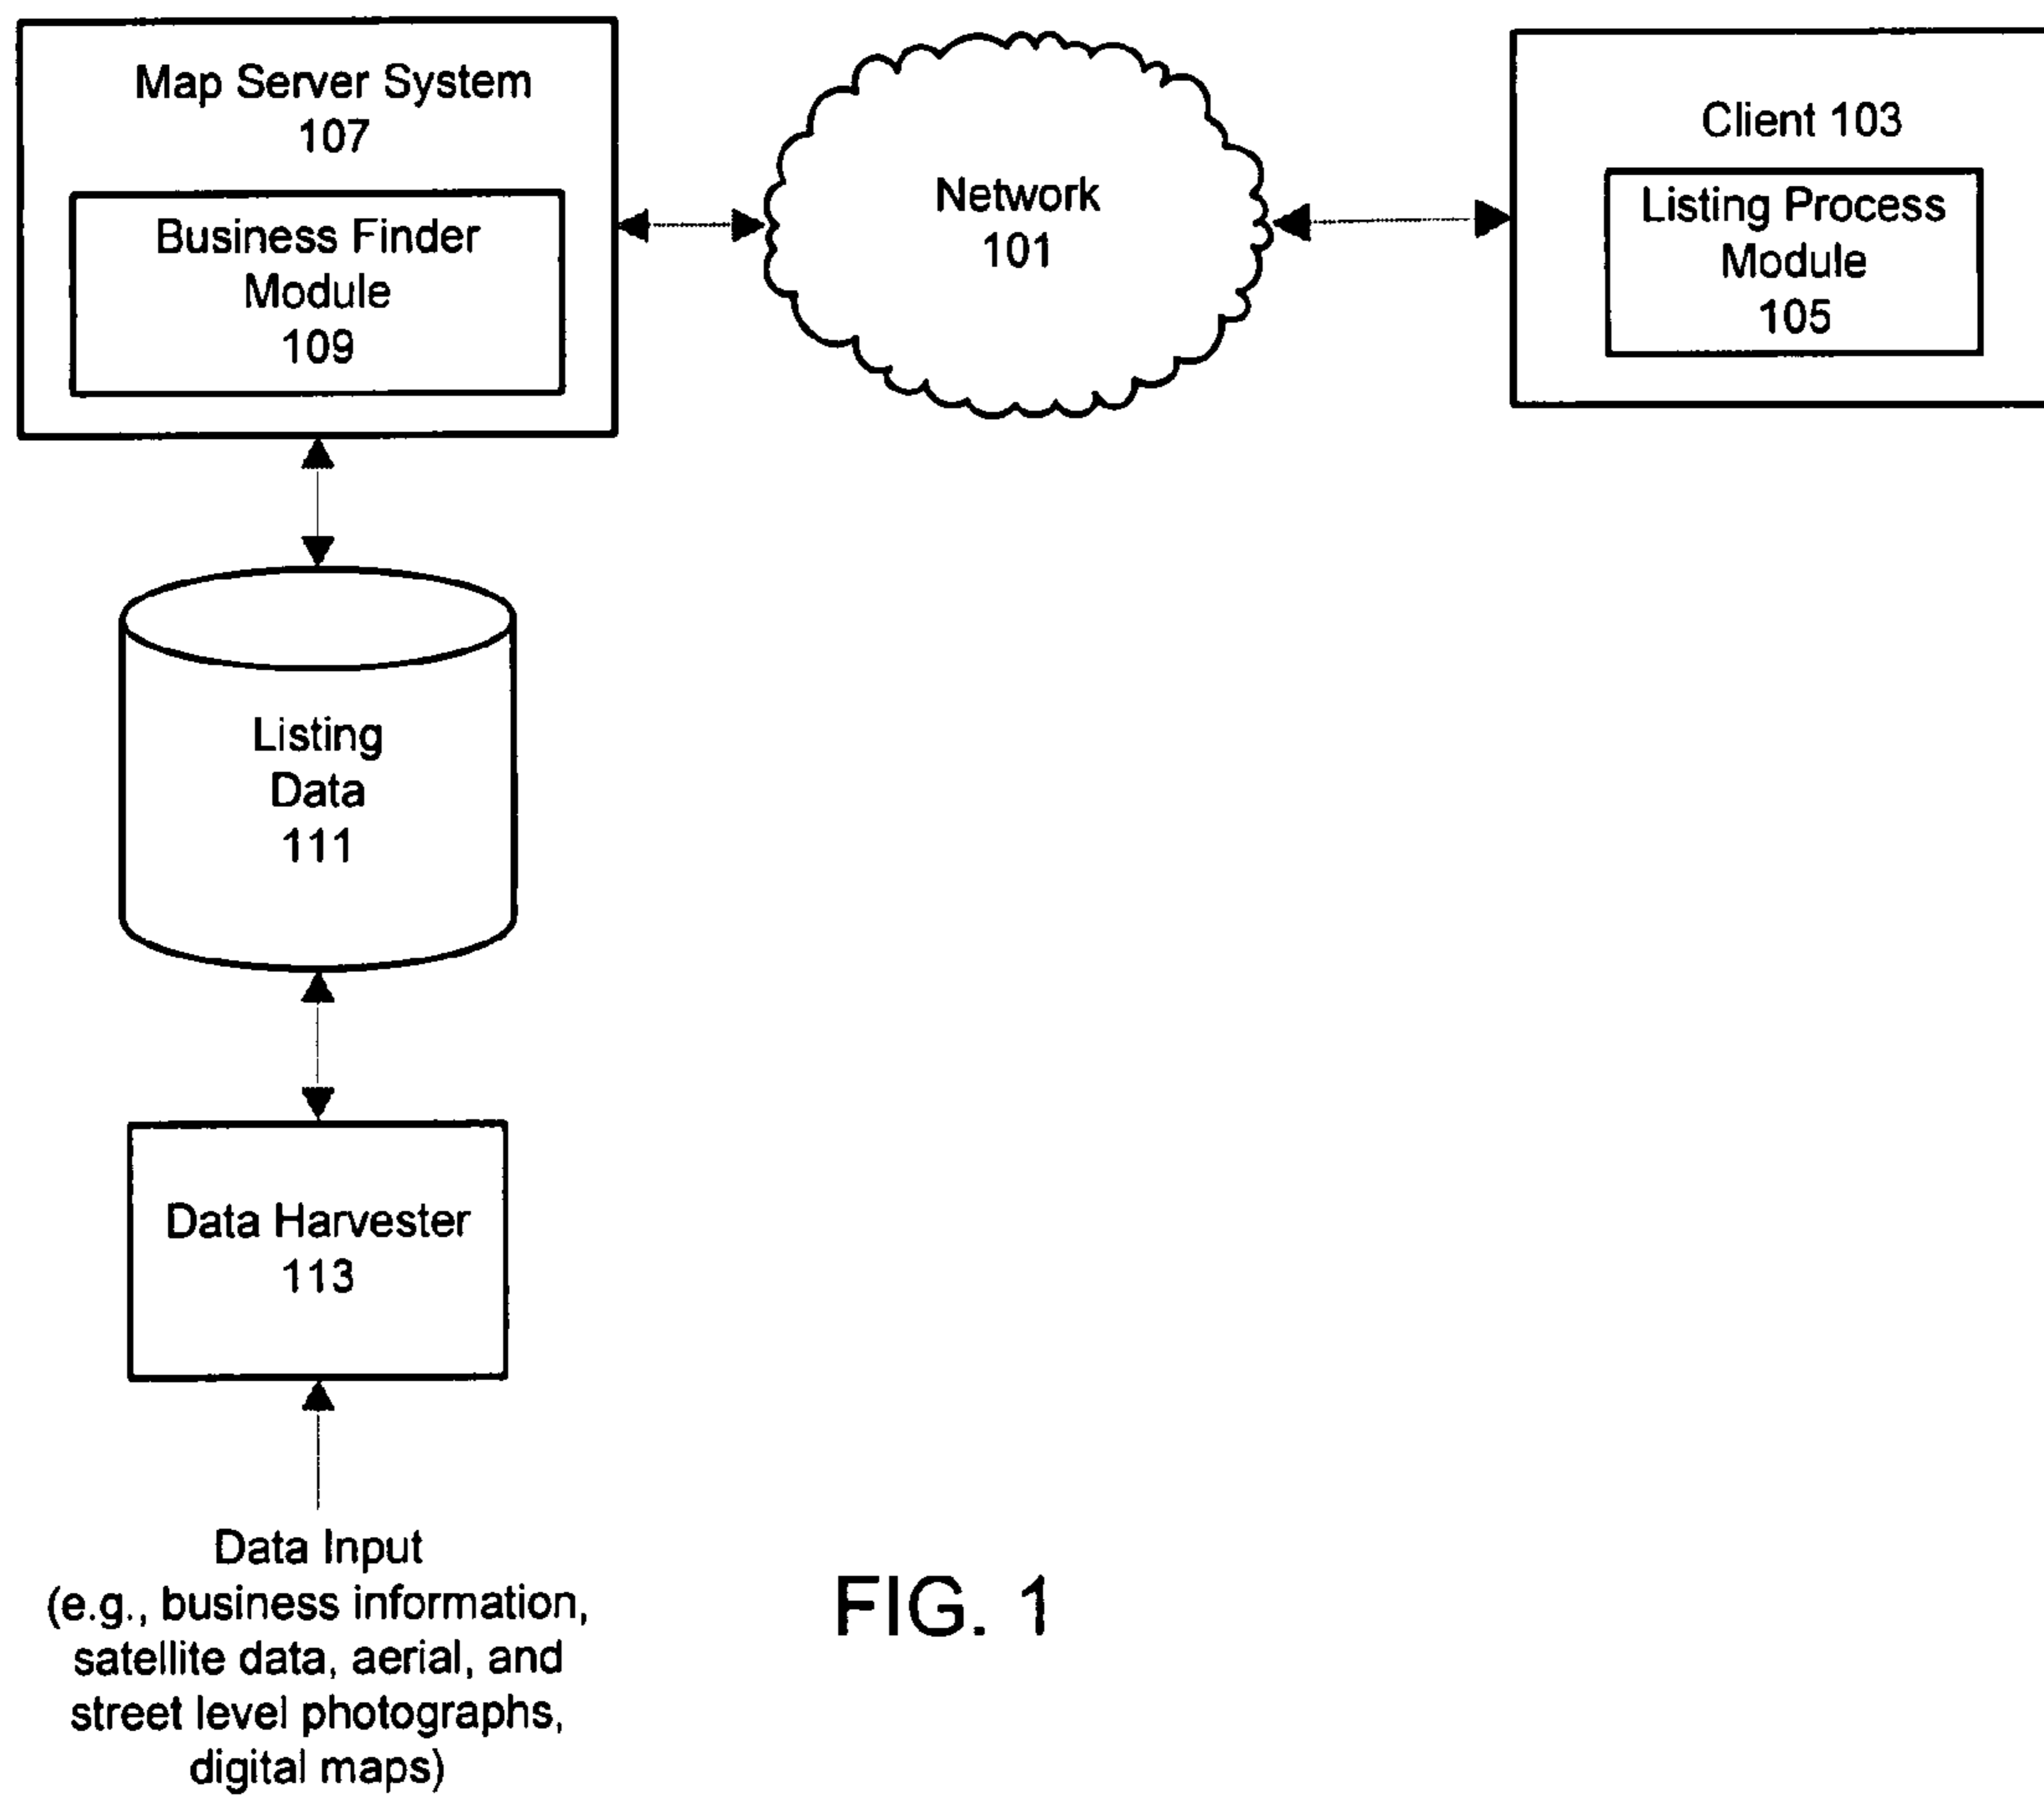 Map Server System
107
Business Finder
Module
109
Network
101
Client 103
Listing Process
Module
105
Listing
Data
111
Data Harvester
113
Data Input
(e.g., business information,
satellite data, aerial, and
street level photographs,
digital maps)
FIG. 1